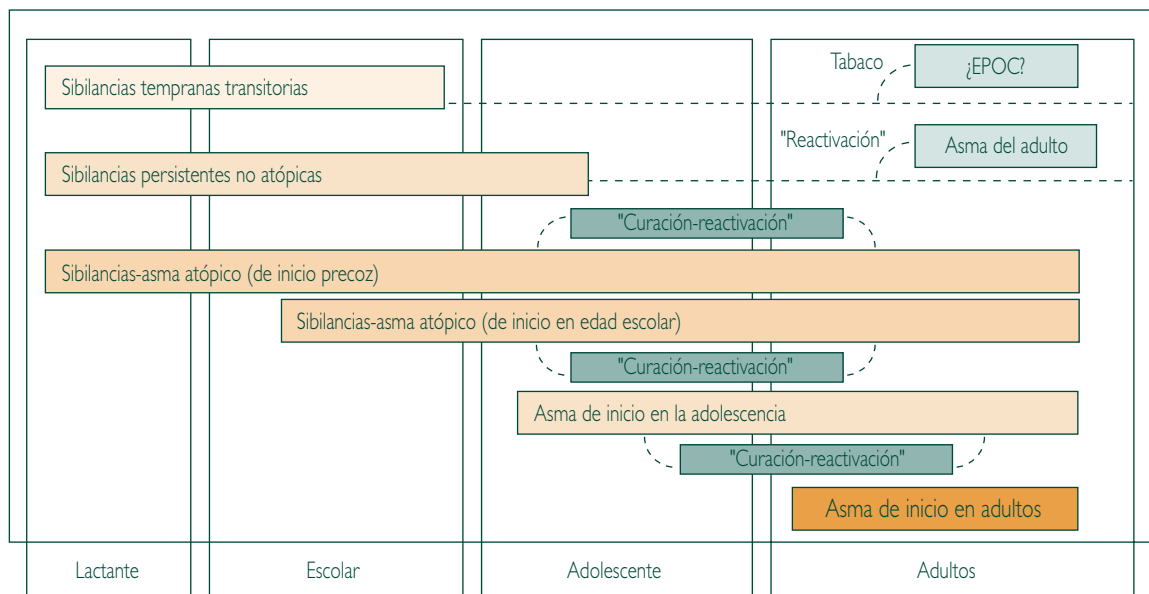 Tabaco
¿EPOC?
Sibilancias tempranas transitorias
"Reactivación"
Asma del adulto
Sibilancias persistentes no atópicas
"Curación-reactivación"
Sibilancias-asma atópico (de inicio precoz)
Sibilancias-asma atópico (de inicio en edad escolar)
"Curación-reactivación"
Asma de inicio en la adolescencia
"Curación-reactivación"
Asma de inicio en adultos
Lactante
Escolar
Adolescente
Adultos